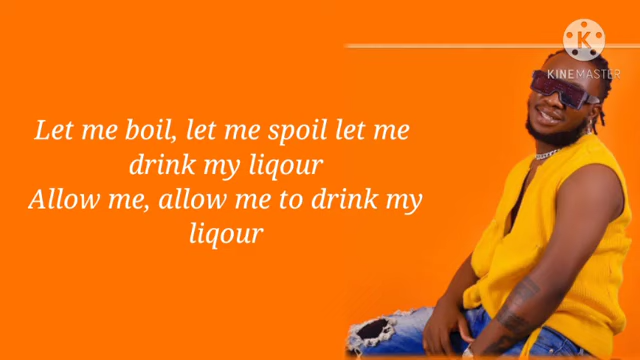 K
KINEMASTER
Let me boil, let me spoil let me
drink my liqour
Allow me, allow me to drink my
liqour